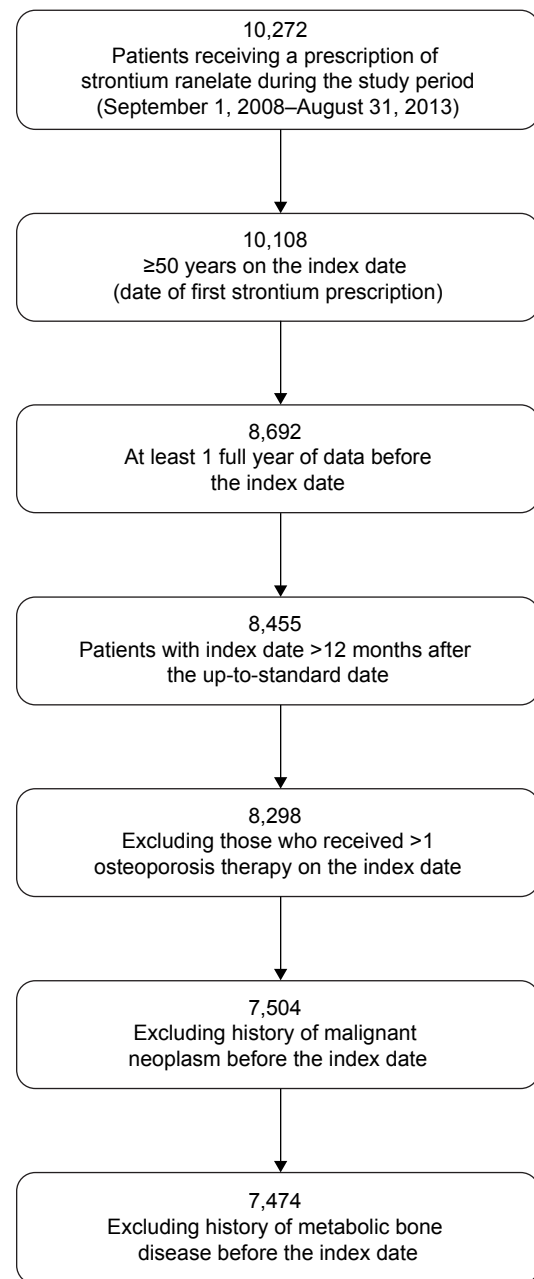 10,272
Patients receiving a prescription of
strontium ranelate during the study period
(September 1, 2008–August 31, 2013)
10,108
≥50 years on the index date
(date of first strontium prescription)
8,692
At least 1 full year of data before
the index date
8,455
Patients with index date >12 months after
the up-to-standard date
8,298
Excluding those who received >1
osteoporosis therapy on the index date
7,504
Excluding history of malignant
neoplasm before the index date
7,474
Excluding history of metabolic bone
disease before the index date